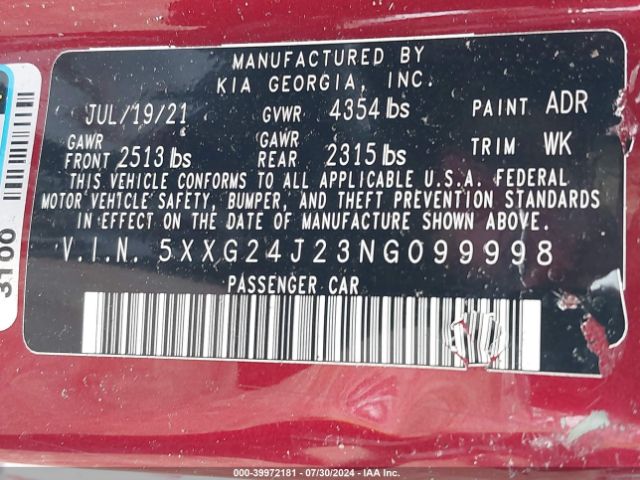 MANUFACTURED BY
KIA GEORGIA, INC.
JUL/19/21 GVWR 4354 lbs PAINT ADR
GAWR FRONT 2513 lbs GAWR REAR 2315 lbs TRIM WK
THIS VEHICLE CONFORMS TO ALL APPLICABLE U.S.A. FEDERAL
MOTOR VEHICLE SAFETY, BUMPER, AND THEFT PREVENTION STANDARDS
IN EFFECT ON THE DATE OF MANUFACTURE SHOWN ABOVE.
V.I.N. 5XXG24J23NG099998
PASSENGER CAR
3100
000-39972181 - 07/30/2024 - IAA Inc.